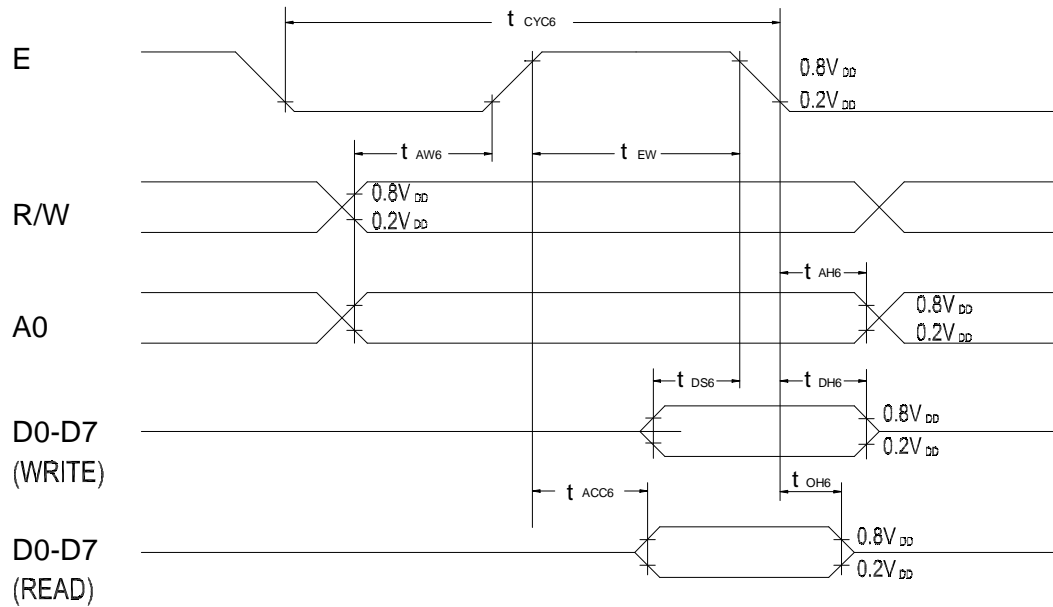 t CYC6
E
0.8V DD
0.2V DD
t AW6
t EW
R/W
0.8V DD
0.2V DD
t AH6
A0
0.8V DD
0.2V DD
t DS6
t DH6
D0-D7
(WRITE)
0.8V DD
0.2V DD
t ACC6
t OH6
D0-D7
(READ)
0.8V DD
0.2V DD